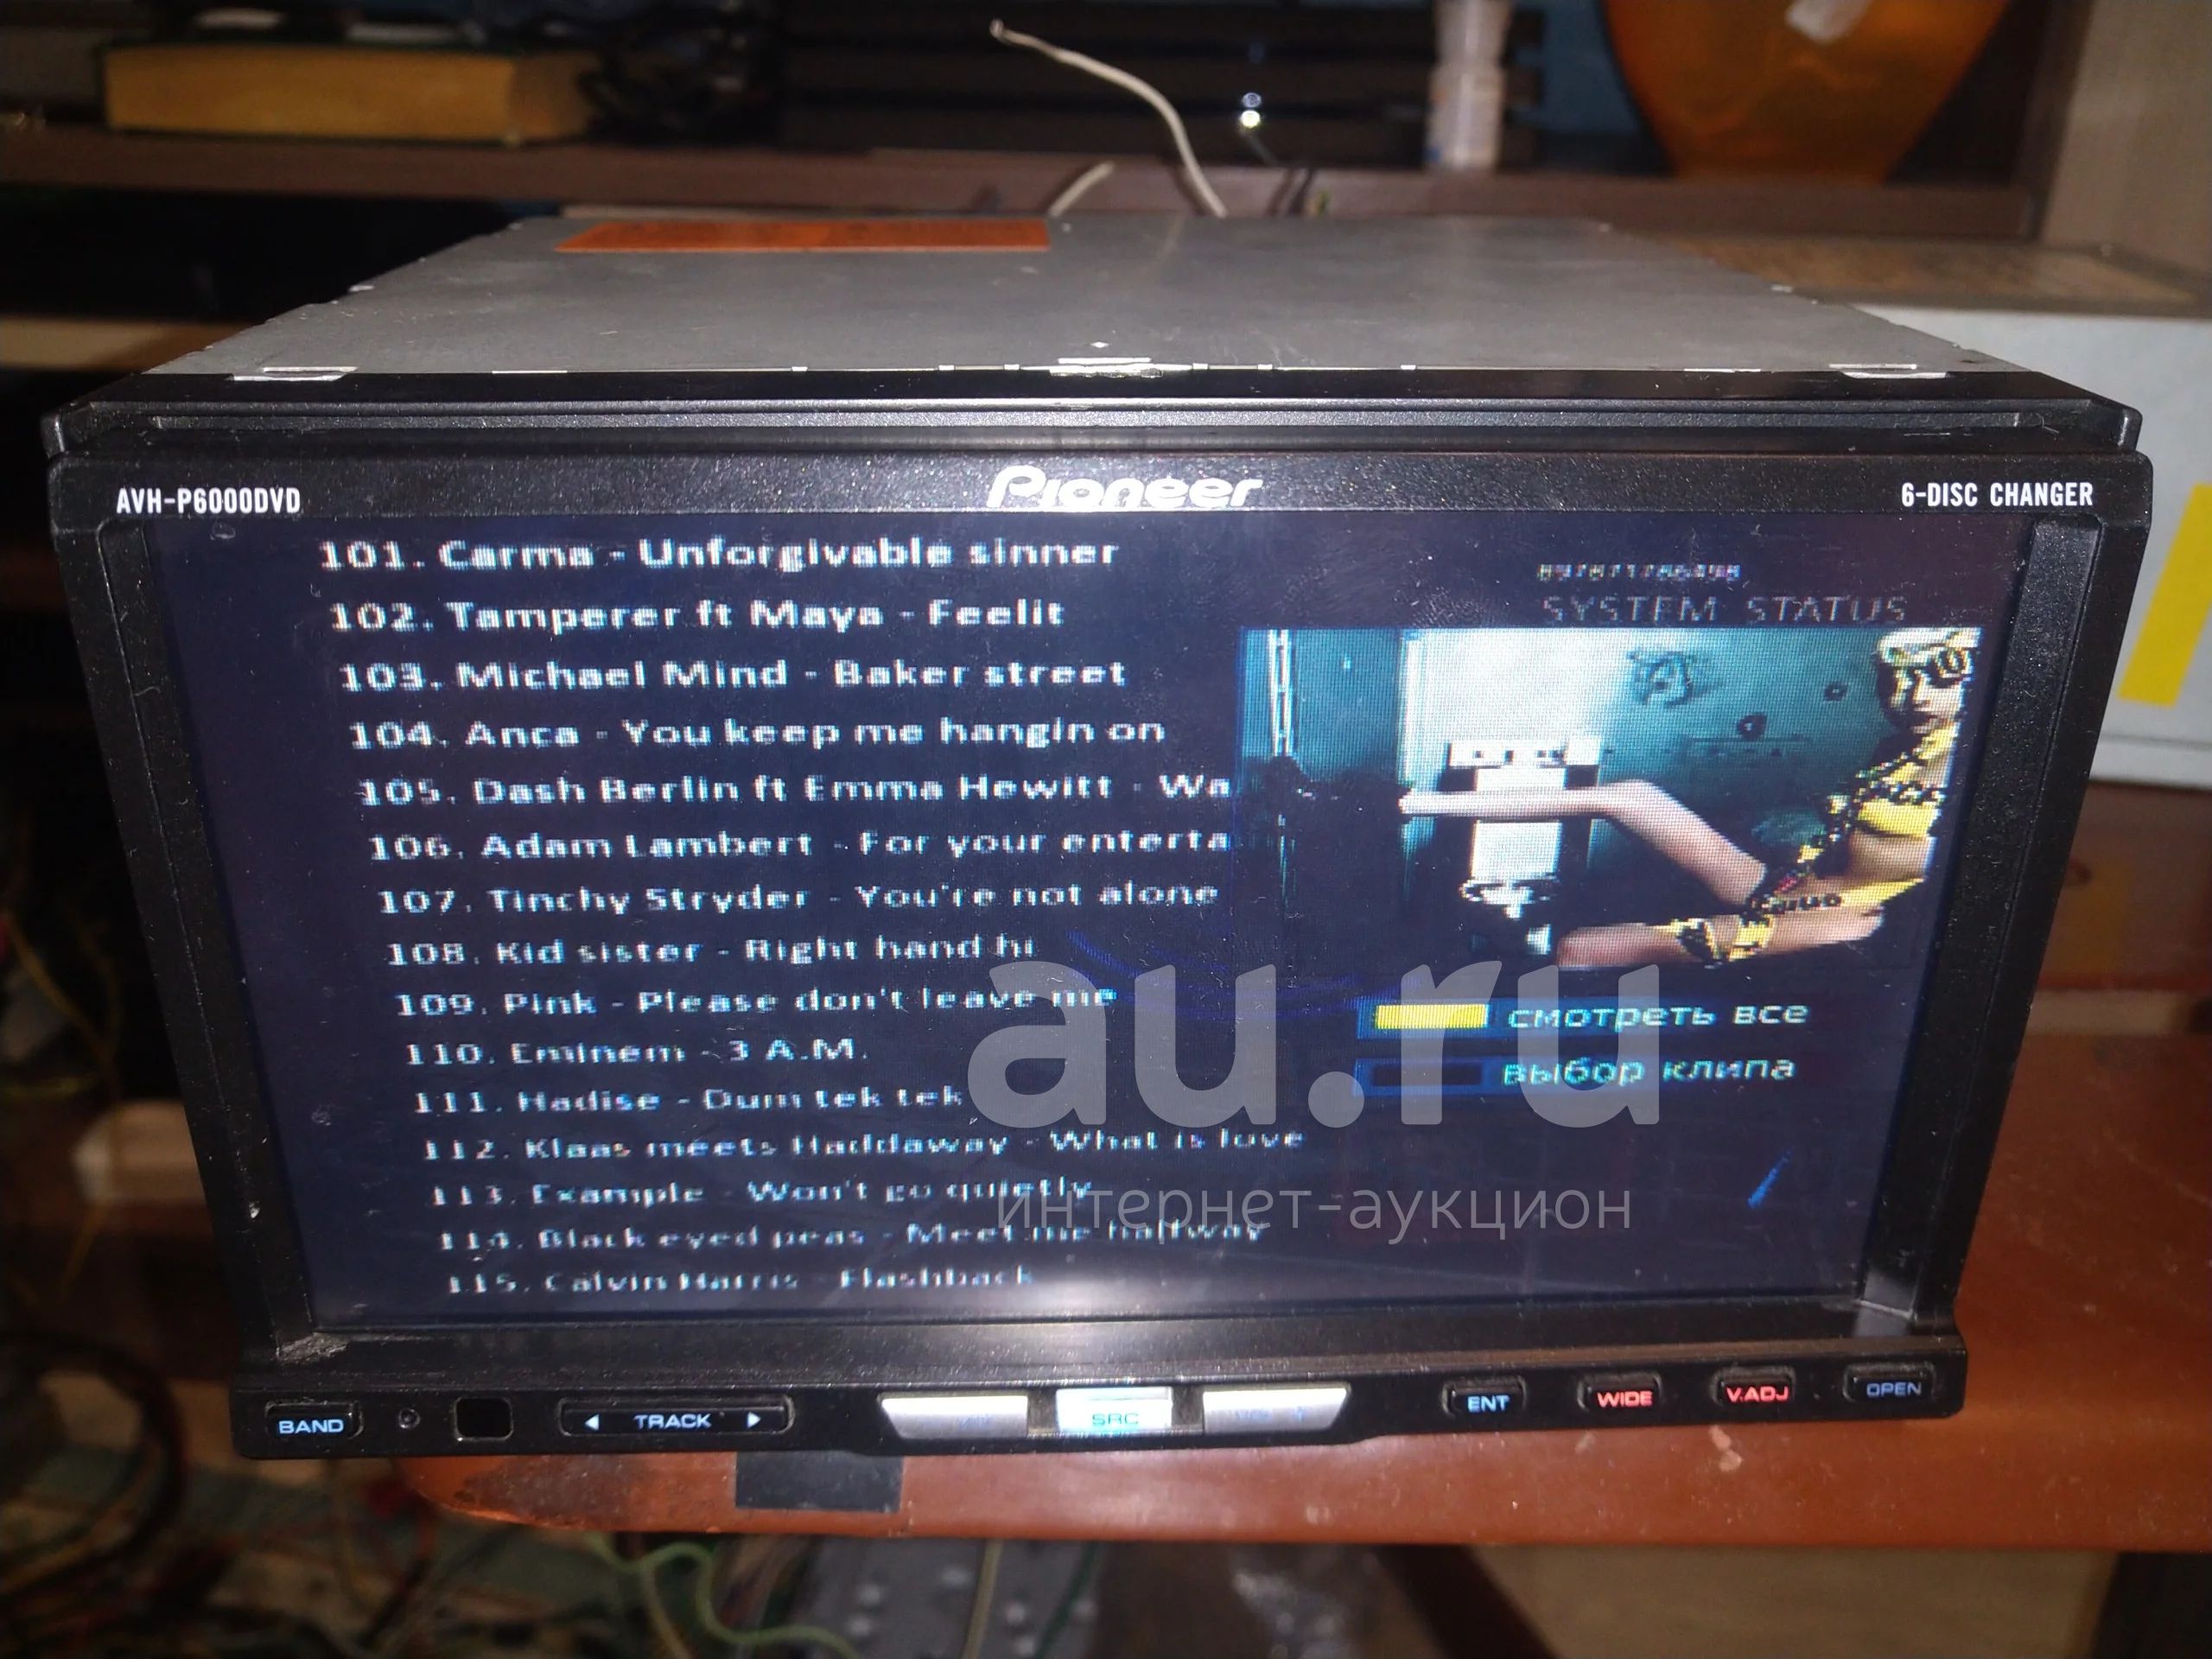 AVH-P6000DVD
Pioneer
6-DISC CHANGER
101. Carma - Unforgivable sinner
102. Tamperer ft Maya - Feelit
103. Michael Mind - Baker street
104. Anca - You keep me hangin on
105. Dash Berlin ft Emma Hewitt - Wa
106. Adam Lambert - For your enterta
107. Tinchy Stryder - You're not alone
108. Kid sister - Right hand hi
109. Pink - Please don't leave me
110. Eminem - 3 A.M.
111. Hadise - Dum tek tek
112. Klaas meets Haddaway - What is love
113. Example - Won't go quietly
114. Black eyed peas - Meet me halfway
115. Calvin Harris - Flashback
SYSTEM STATUS
смотреть все
выбор клипа
au.ru
интернет-аукцион
BAND
TRACK
SRC
ENT
WIDE
V.ADJ
OPEN